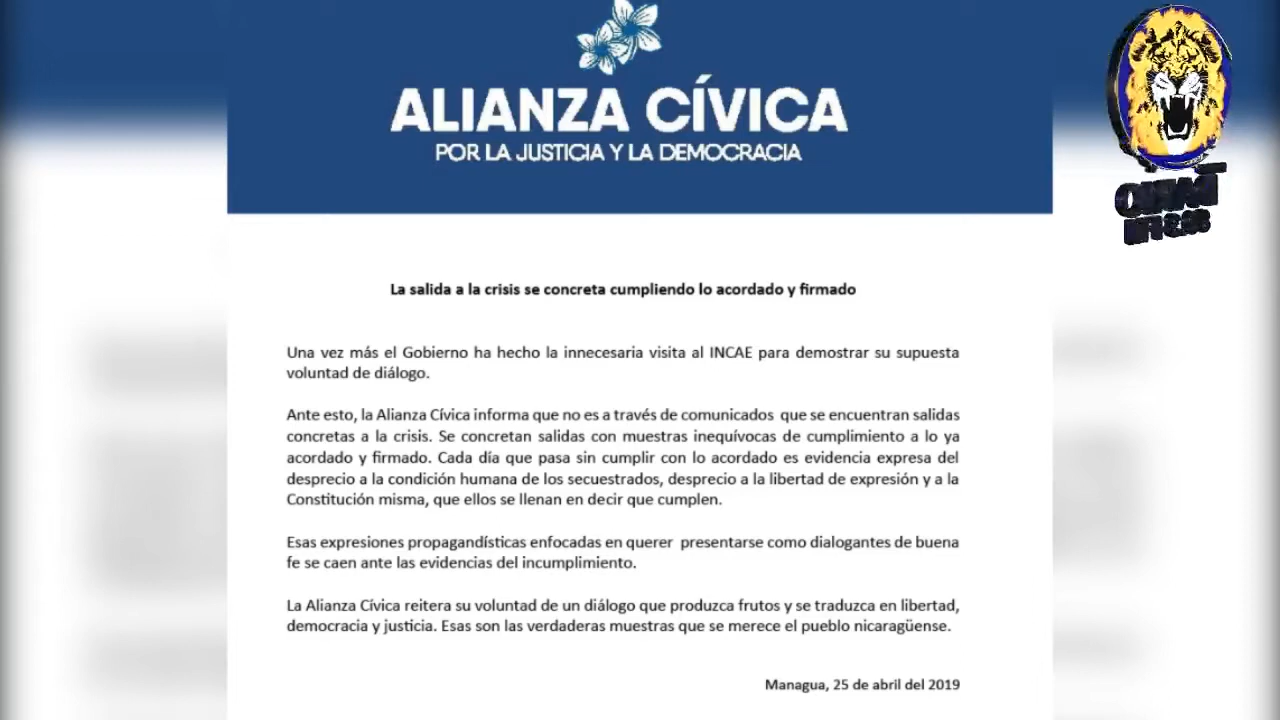 ALIANZA CÍVICA
POR LA JUSTICIA Y LA DEMOCRACIA
La salida a la crisis se concreta cumpliendo lo acordado y firmado
Una vez más el Gobierno ha hecho la innecesaria visita al INCAE para demostrar su supuesta
voluntad de diálogo.
Ante esto, la Alianza Cívica informa que no es a través de comunicados que se encuentran salidas
concretas a la crisis. Se concretan salidas con muestras inequívocas de cumplimiento a lo ya
acordado y firmado. Cada día que pasa sin cumplir con lo acordado es evidencia expresa del
desprecio a la condición humana de los secuestrados, desprecio a la libertad de expresión y a la
Constitución misma, que ellos se llenan en decir que cumplen.
Esas expresiones propagandísticas enfocadas en querer presentarse como dialogantes de buena
fe se caen ante las evidencias del incumplimiento.
La Alianza Cívica reitera su voluntad de un diálogo que produzca frutos y se traduzca en libertad,
democracia y justicia. Esas son las verdaderas muestras que se merece el pueblo nicaragüense.
Managua, 25 de abril del 2019